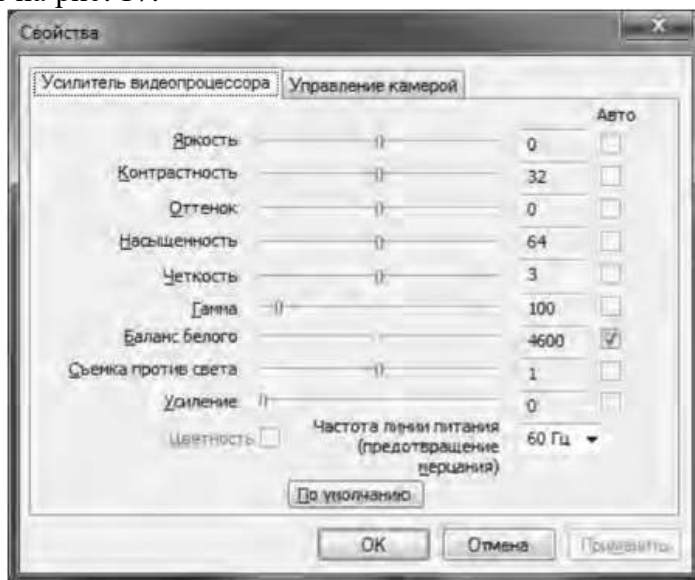 на рис. 17.
Свойства
Усилитель видеопроцессора Управление камерой
Авто
Яркость 0
Контрастность 32
Оттенок 0
Насыщенность 64
Четкость 3
Гамма 100
Баланс белого 4600
Съемка против света 1
Усиление 0
Цветность Частота линии питания (предотвращение мерцания) 60 Гц
По умолчанию
OK Отмена Применить